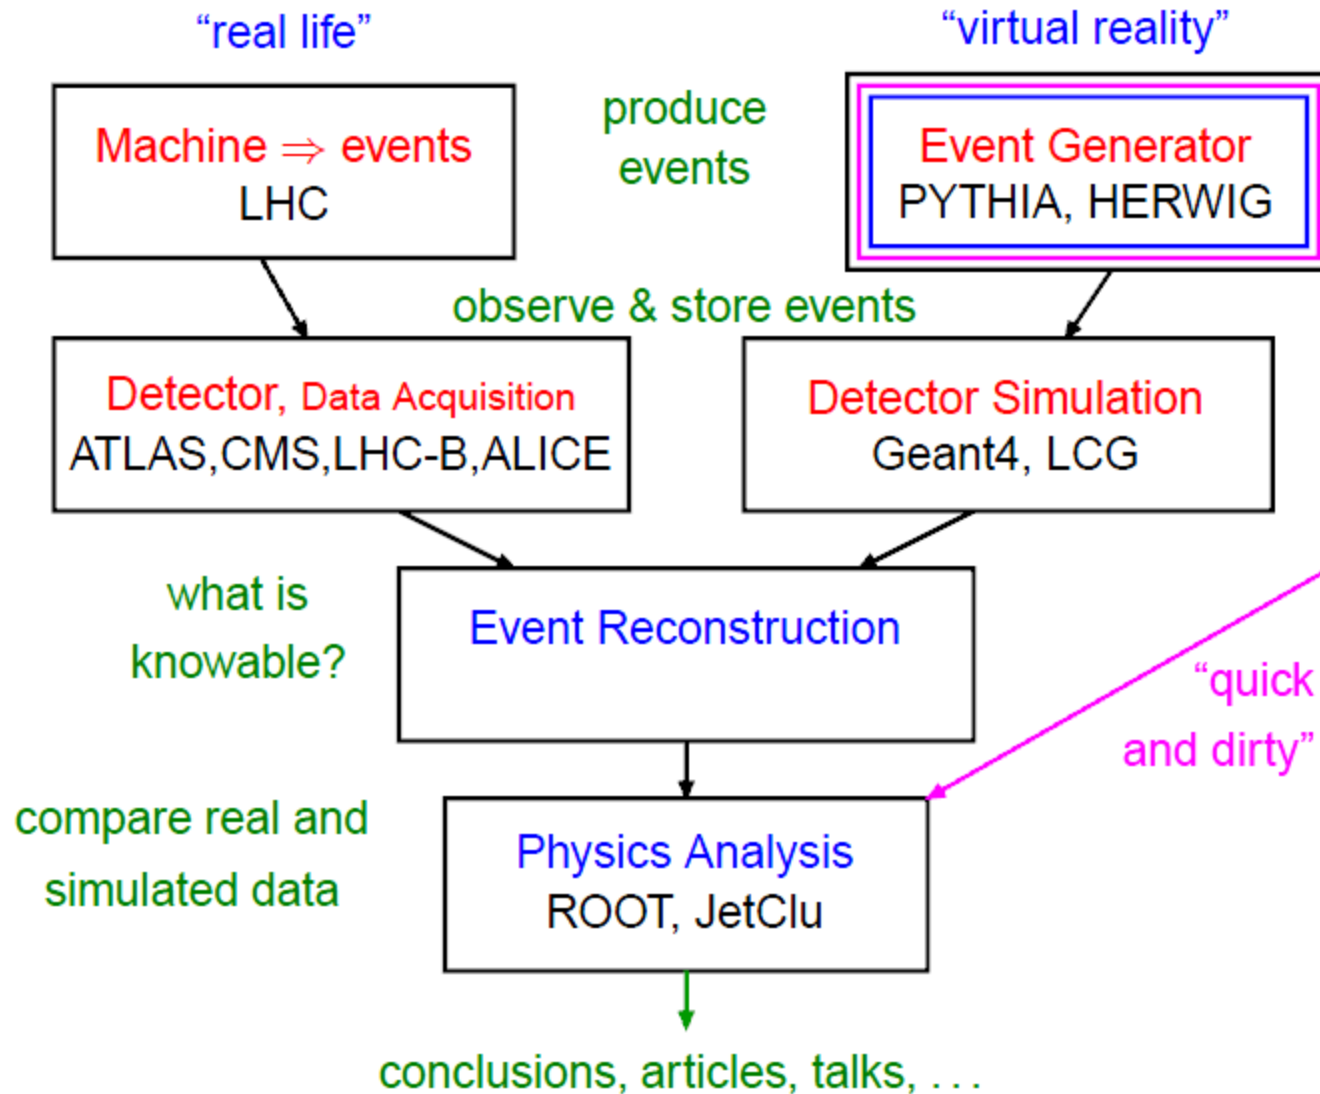 “real life”
“virtual reality”
Machine ⇒ events
LHC
produce
events
Event Generator
PYTHIA, HERWIG
observe & store events
Detector, Data Acquisition
ATLAS,CMS,LHC-B,ALICE
Detector Simulation
Geant4, LCG
what is
knowable?
Event Reconstruction
“quick
and dirty”
compare real and
simulated data
Physics Analysis
ROOT, JetClu
conclusions, articles, talks, . . .